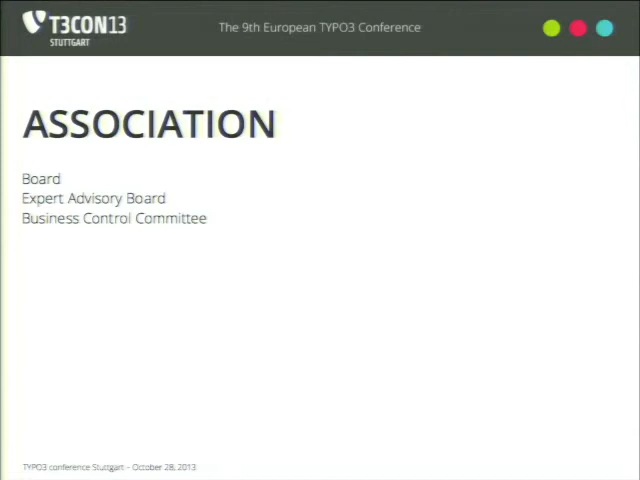 T3CON13
STUTTGART
The 9th European TYPO3 Conference
ASSOCIATION
Board
Expert Advisory Board
Business Control Committee
TYPO3 conference Stuttgart – October 28, 2013